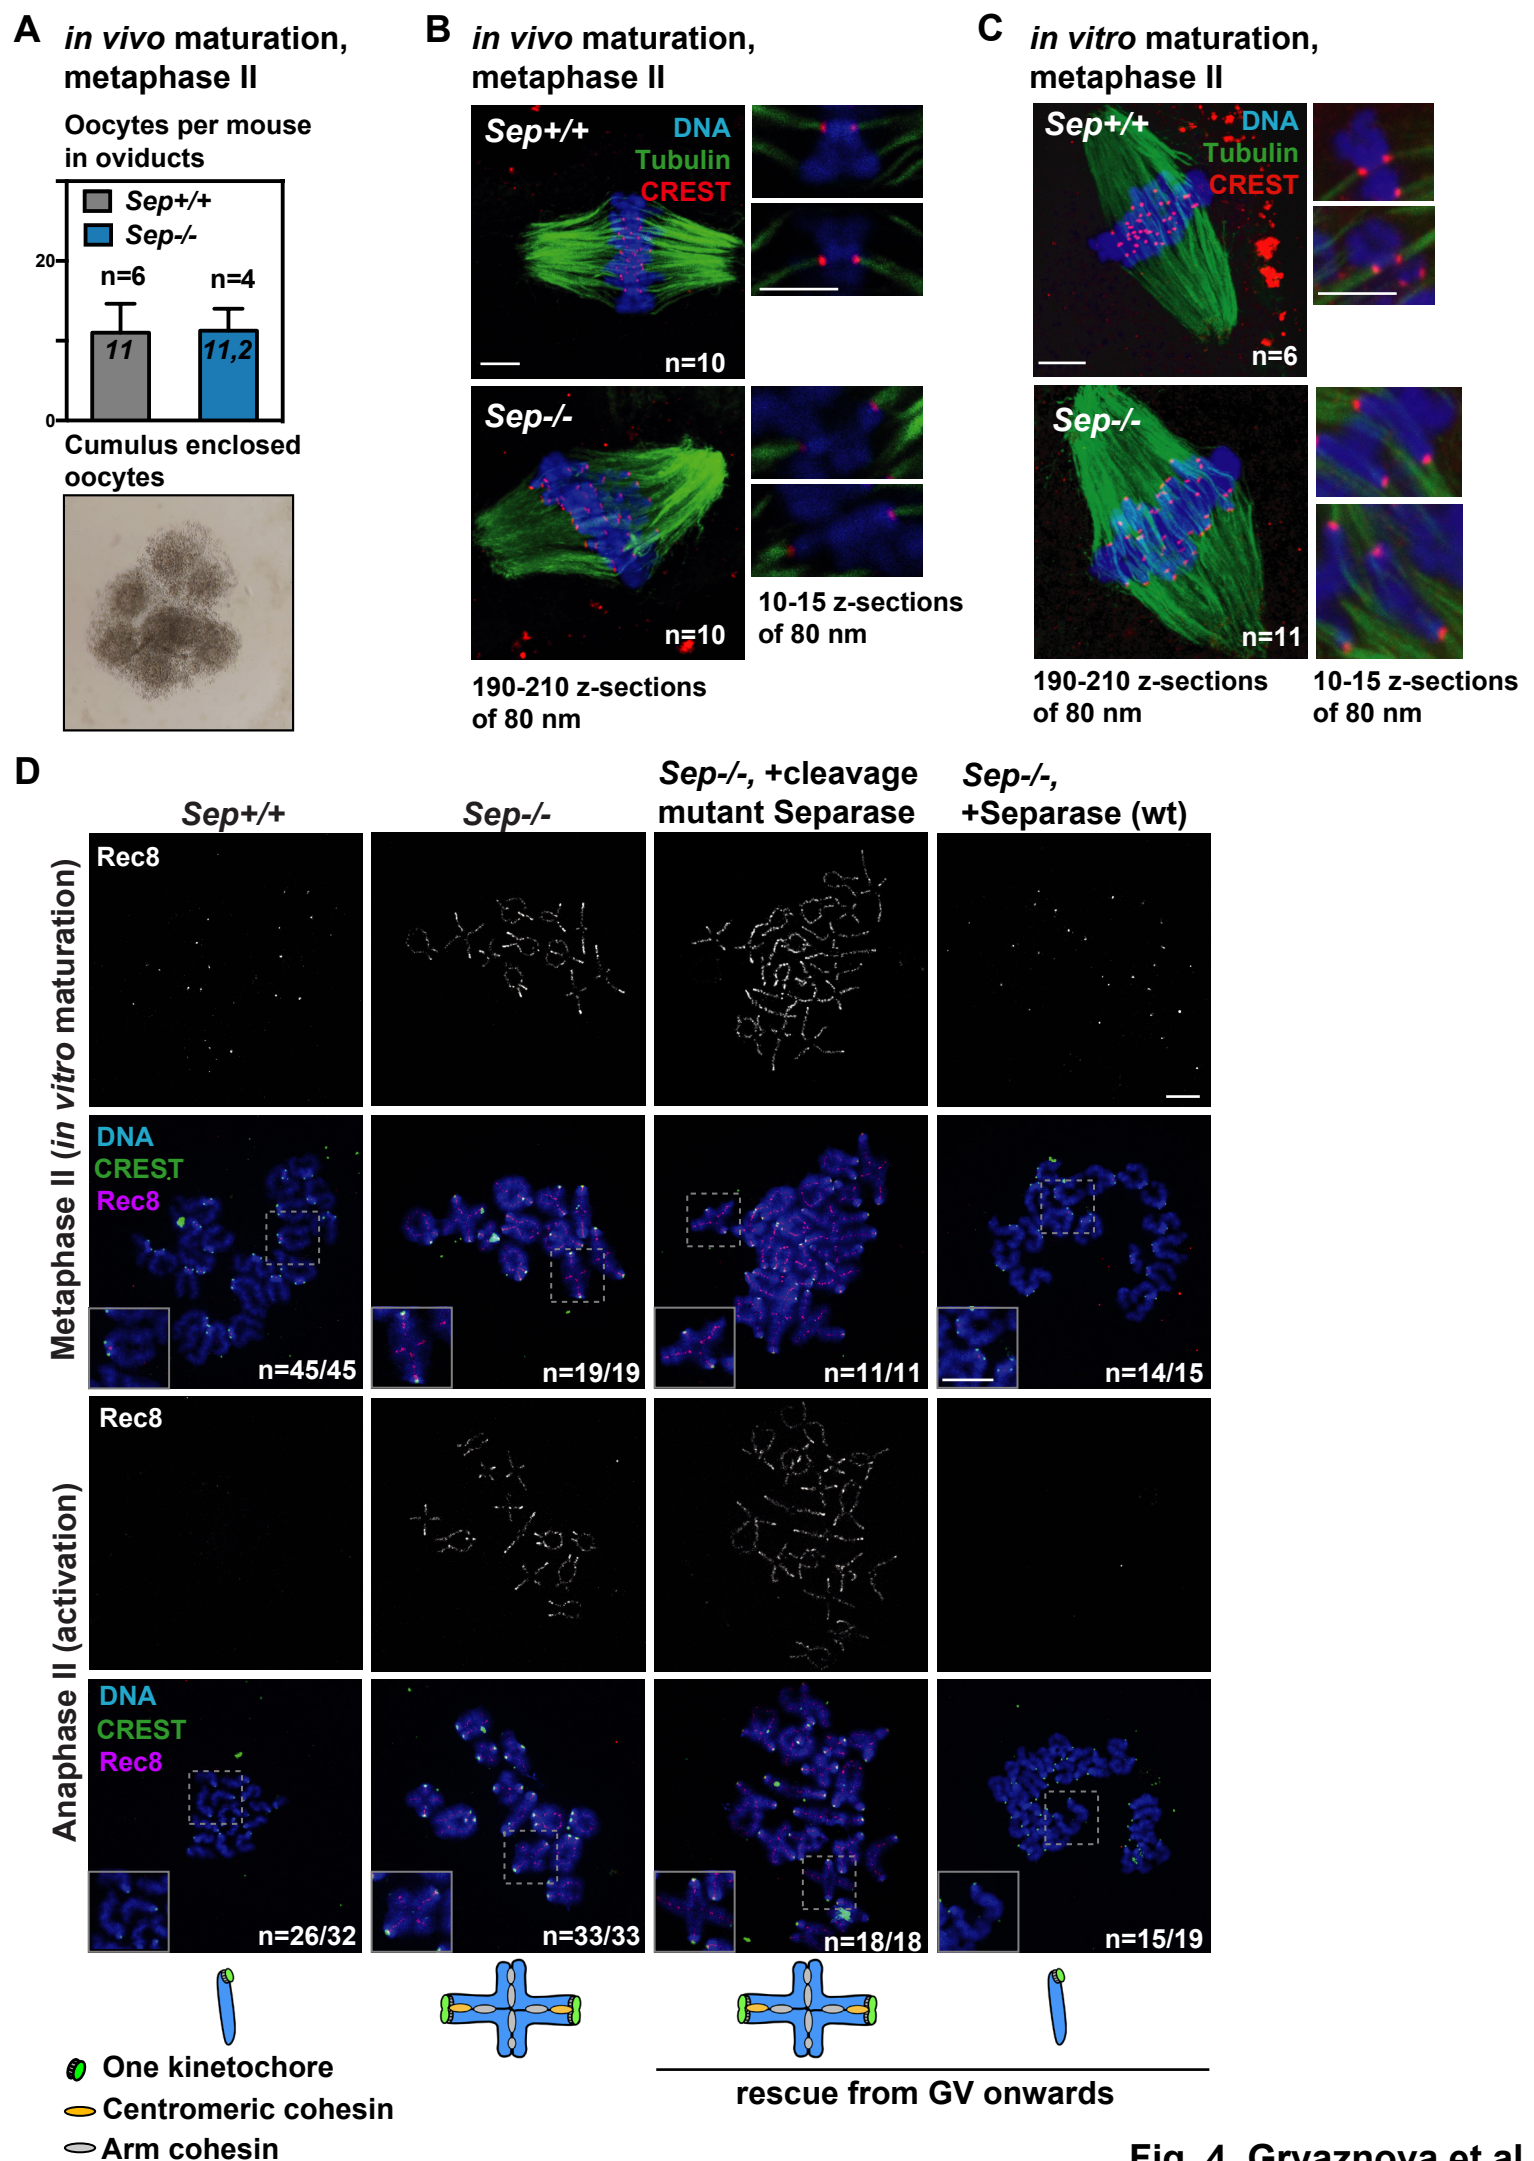 A
in vivo maturation,
metaphase II
Oocytes per mouse
in oviducts
Sep+/+
Sep-/-
20
n=6
n=4
11
11,2
0
Cumulus enclosed
oocytes
B
in vivo maturation,
metaphase II
Sep+/+
DNA
Tubulin
CREST
n=10
Sep-/-
n=10
10-15 z-sections
of 80 nm
190-210 z-sections
of 80 nm
C
in vitro maturation,
metaphase II
Sep+/+
DNA
Tubulin
CREST
n=6
Sep-/-
n=11
190-210 z-sections
of 80 nm
10-15 z-sections
of 80 nm
D
Sep+/+
Sep-/-
Sep-/-, +cleavage
mutant Separase
Sep-/-,
+Separase (wt)
Metaphase II (in vitro maturation)
Rec8
DNA
CREST
Rec8
n=45/45
n=19/19
n=11/11
n=14/15
Anaphase II (activation)
Rec8
DNA
CREST
Rec8
n=26/32
n=33/33
n=18/18
n=15/19
One kinetochore
Centromeric cohesin
Arm cohesin
rescue from GV onwards
Fig. 4, Gryaznova et al